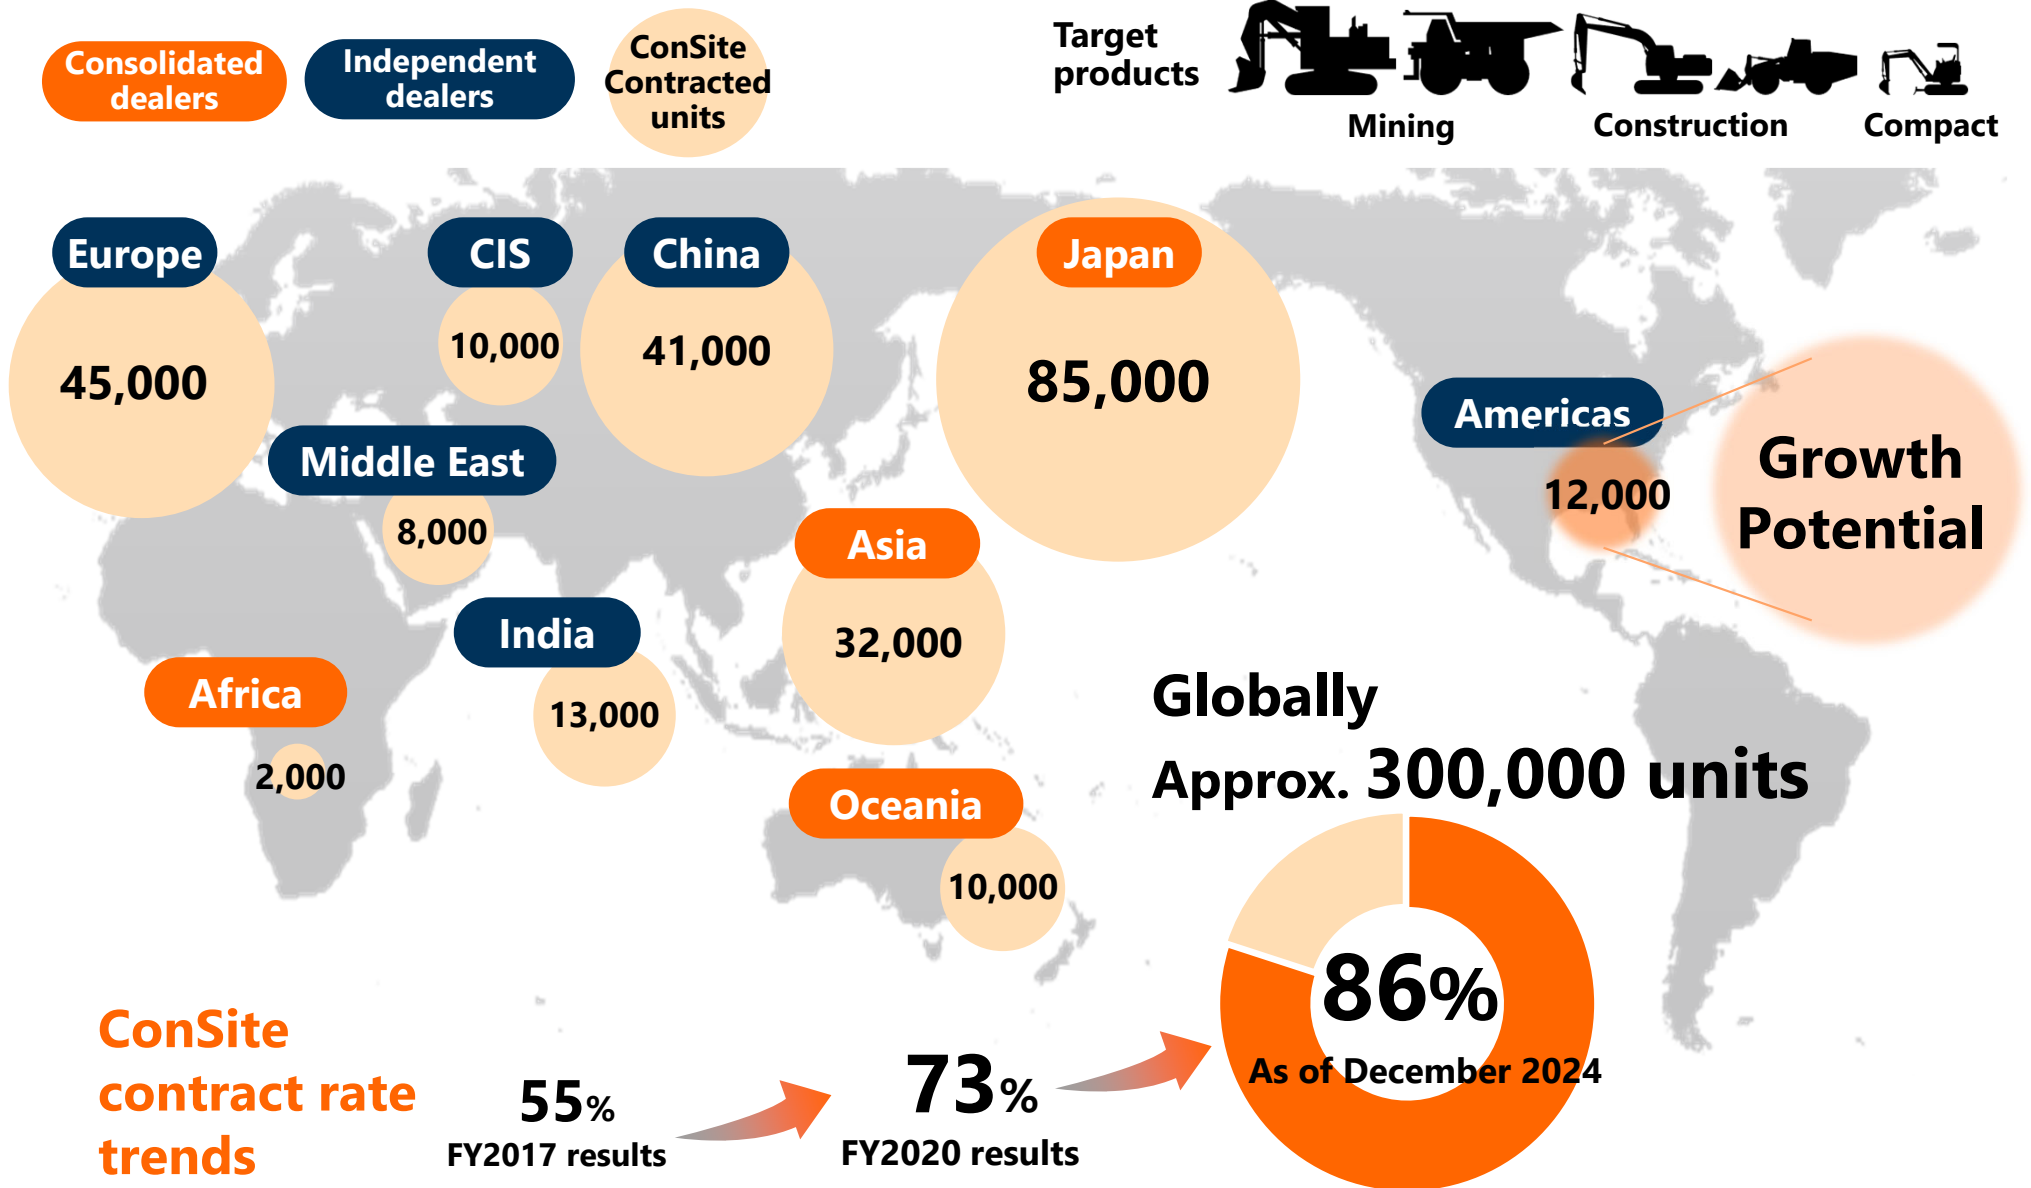 Consolidated
dealers
Independent
dealers
ConSite
Contracted
units
Target
products
Mining
Construction
Compact
Europe
45,000
CIS
10,000
China
41,000
Japan
85,000
Americas
12,000
Growth
Potential
Middle East
8,000
Asia
32,000
India
13,000
Africa
2,000
Oceania
10,000
Globally
Approx. 300,000 units
86%
As of December 2024
ConSite
contract rate
trends
55%
FY2017 results
73%
FY2020 results